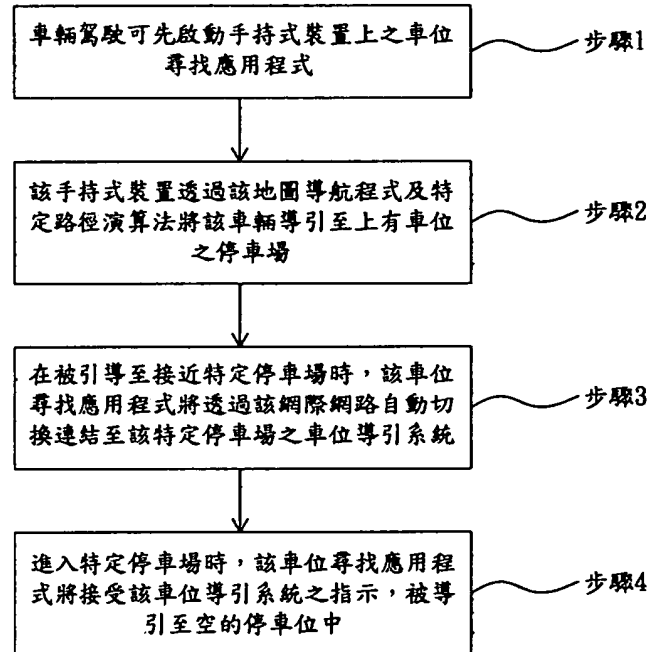 車輛駕駛可先啟動手持式裝置上之車位
尋找應用程式
步驟1
該手持式裝置透過該地圖導航程式及特
定路徑演算法將該車輛導引至上有車位
之停車場
步驟2
在被引導至接近特定停車場時，該車位
尋找應用程式將透過該網際網路自動切
換連結至該特定停車場之車位導引系統
步驟3
進入特定停車場時，該車位尋找應用程
式將接受該車位導引系統之指示，被導
引至空的停車位中
步驟4